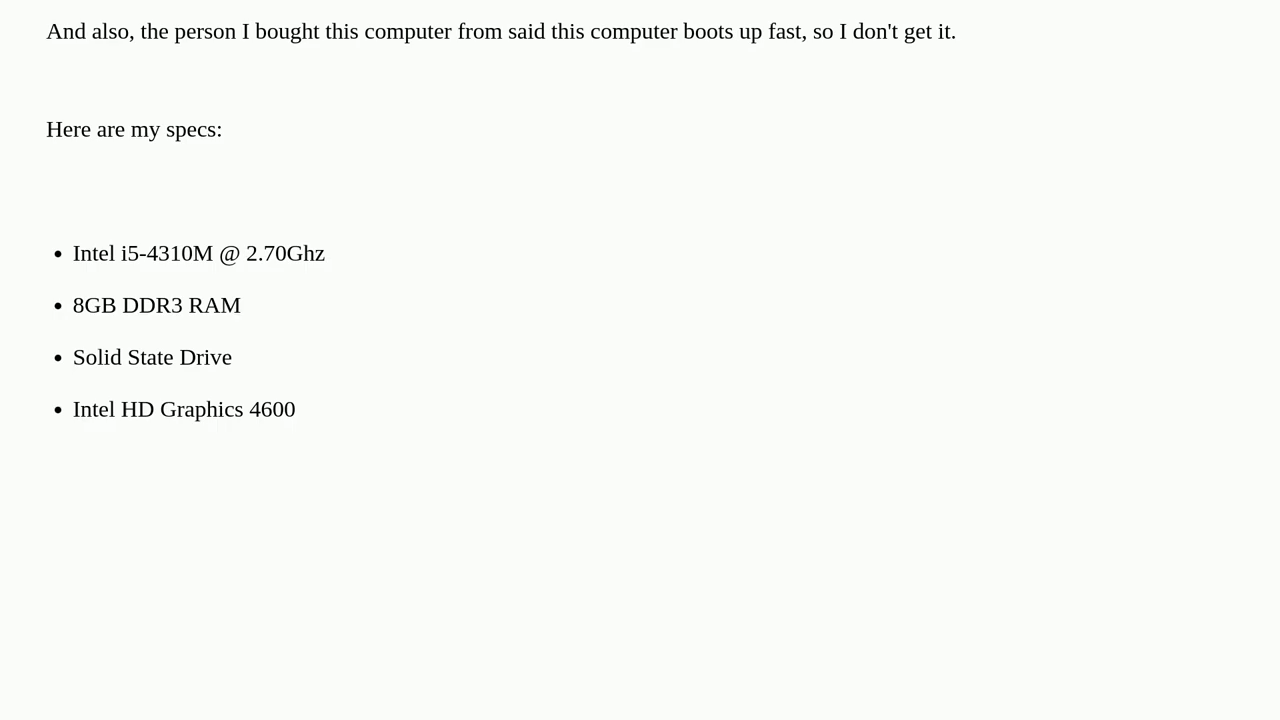 And also, the person I bought this computer from said this computer boots up fast, so I don't get it.
Here are my specs:
• Intel i5-4310M @ 2.70Ghz
• 8GB DDR3 RAM
• Solid State Drive
• Intel HD Graphics 4600